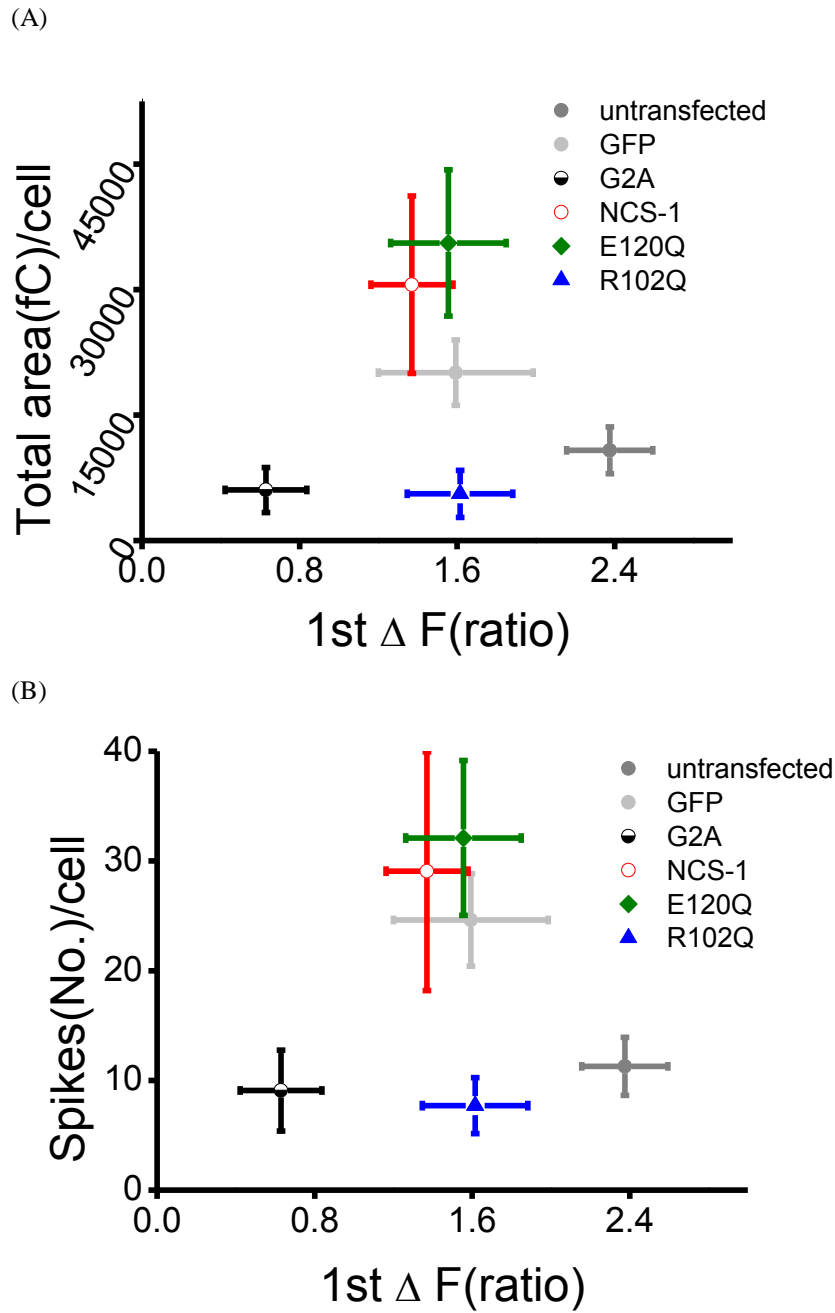 (A)
Total area(fC)/cell
45000
30000
15000
0
0.0 0.8 1.6 2.4
1st Δ F(ratio)
untransfected
GFP
G2A
NCS-1
E120Q
R102Q
(B)
Spikes(No.)/cell
40
30
20
10
0
0.0 0.8 1.6 2.4
1st Δ F(ratio)
untransfected
GFP
G2A
NCS-1
E120Q
R102Q